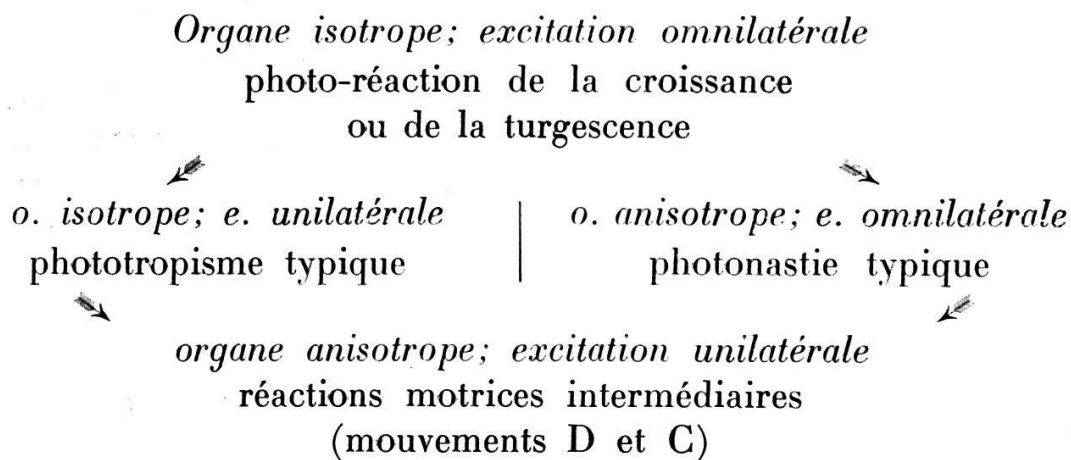 Organe isotrope; excitation omnilatérale
photo-réaction de la croissance
ou de la turgescence
o. isotrope; e. unilatérale
phototropisme typique
o. anisotrope; e. omnilatérale
photonastie typique
organe anisotrope; excitation unilatérale
réactions motrices intermédiaires
(mouvements D et C)